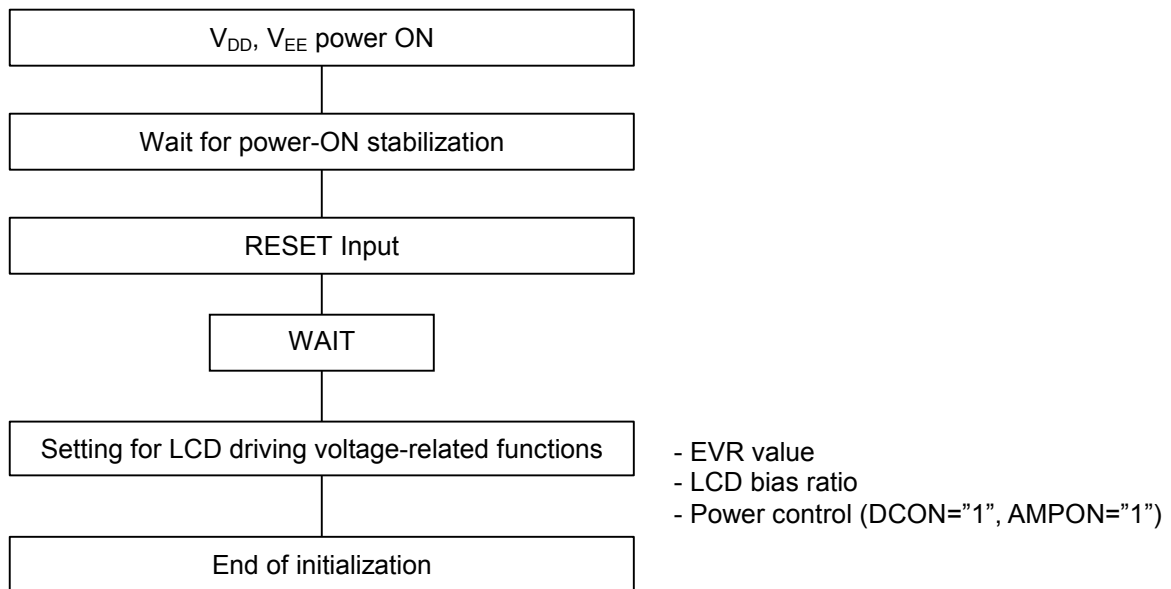 VDD, VEE power ON
Wait for power-ON stabilization
RESET Input
WAIT
Setting for LCD driving voltage-related functions
- EVR value
- LCD bias ratio
- Power control (DCON=”1”, AMPON=”1”)
End of initialization